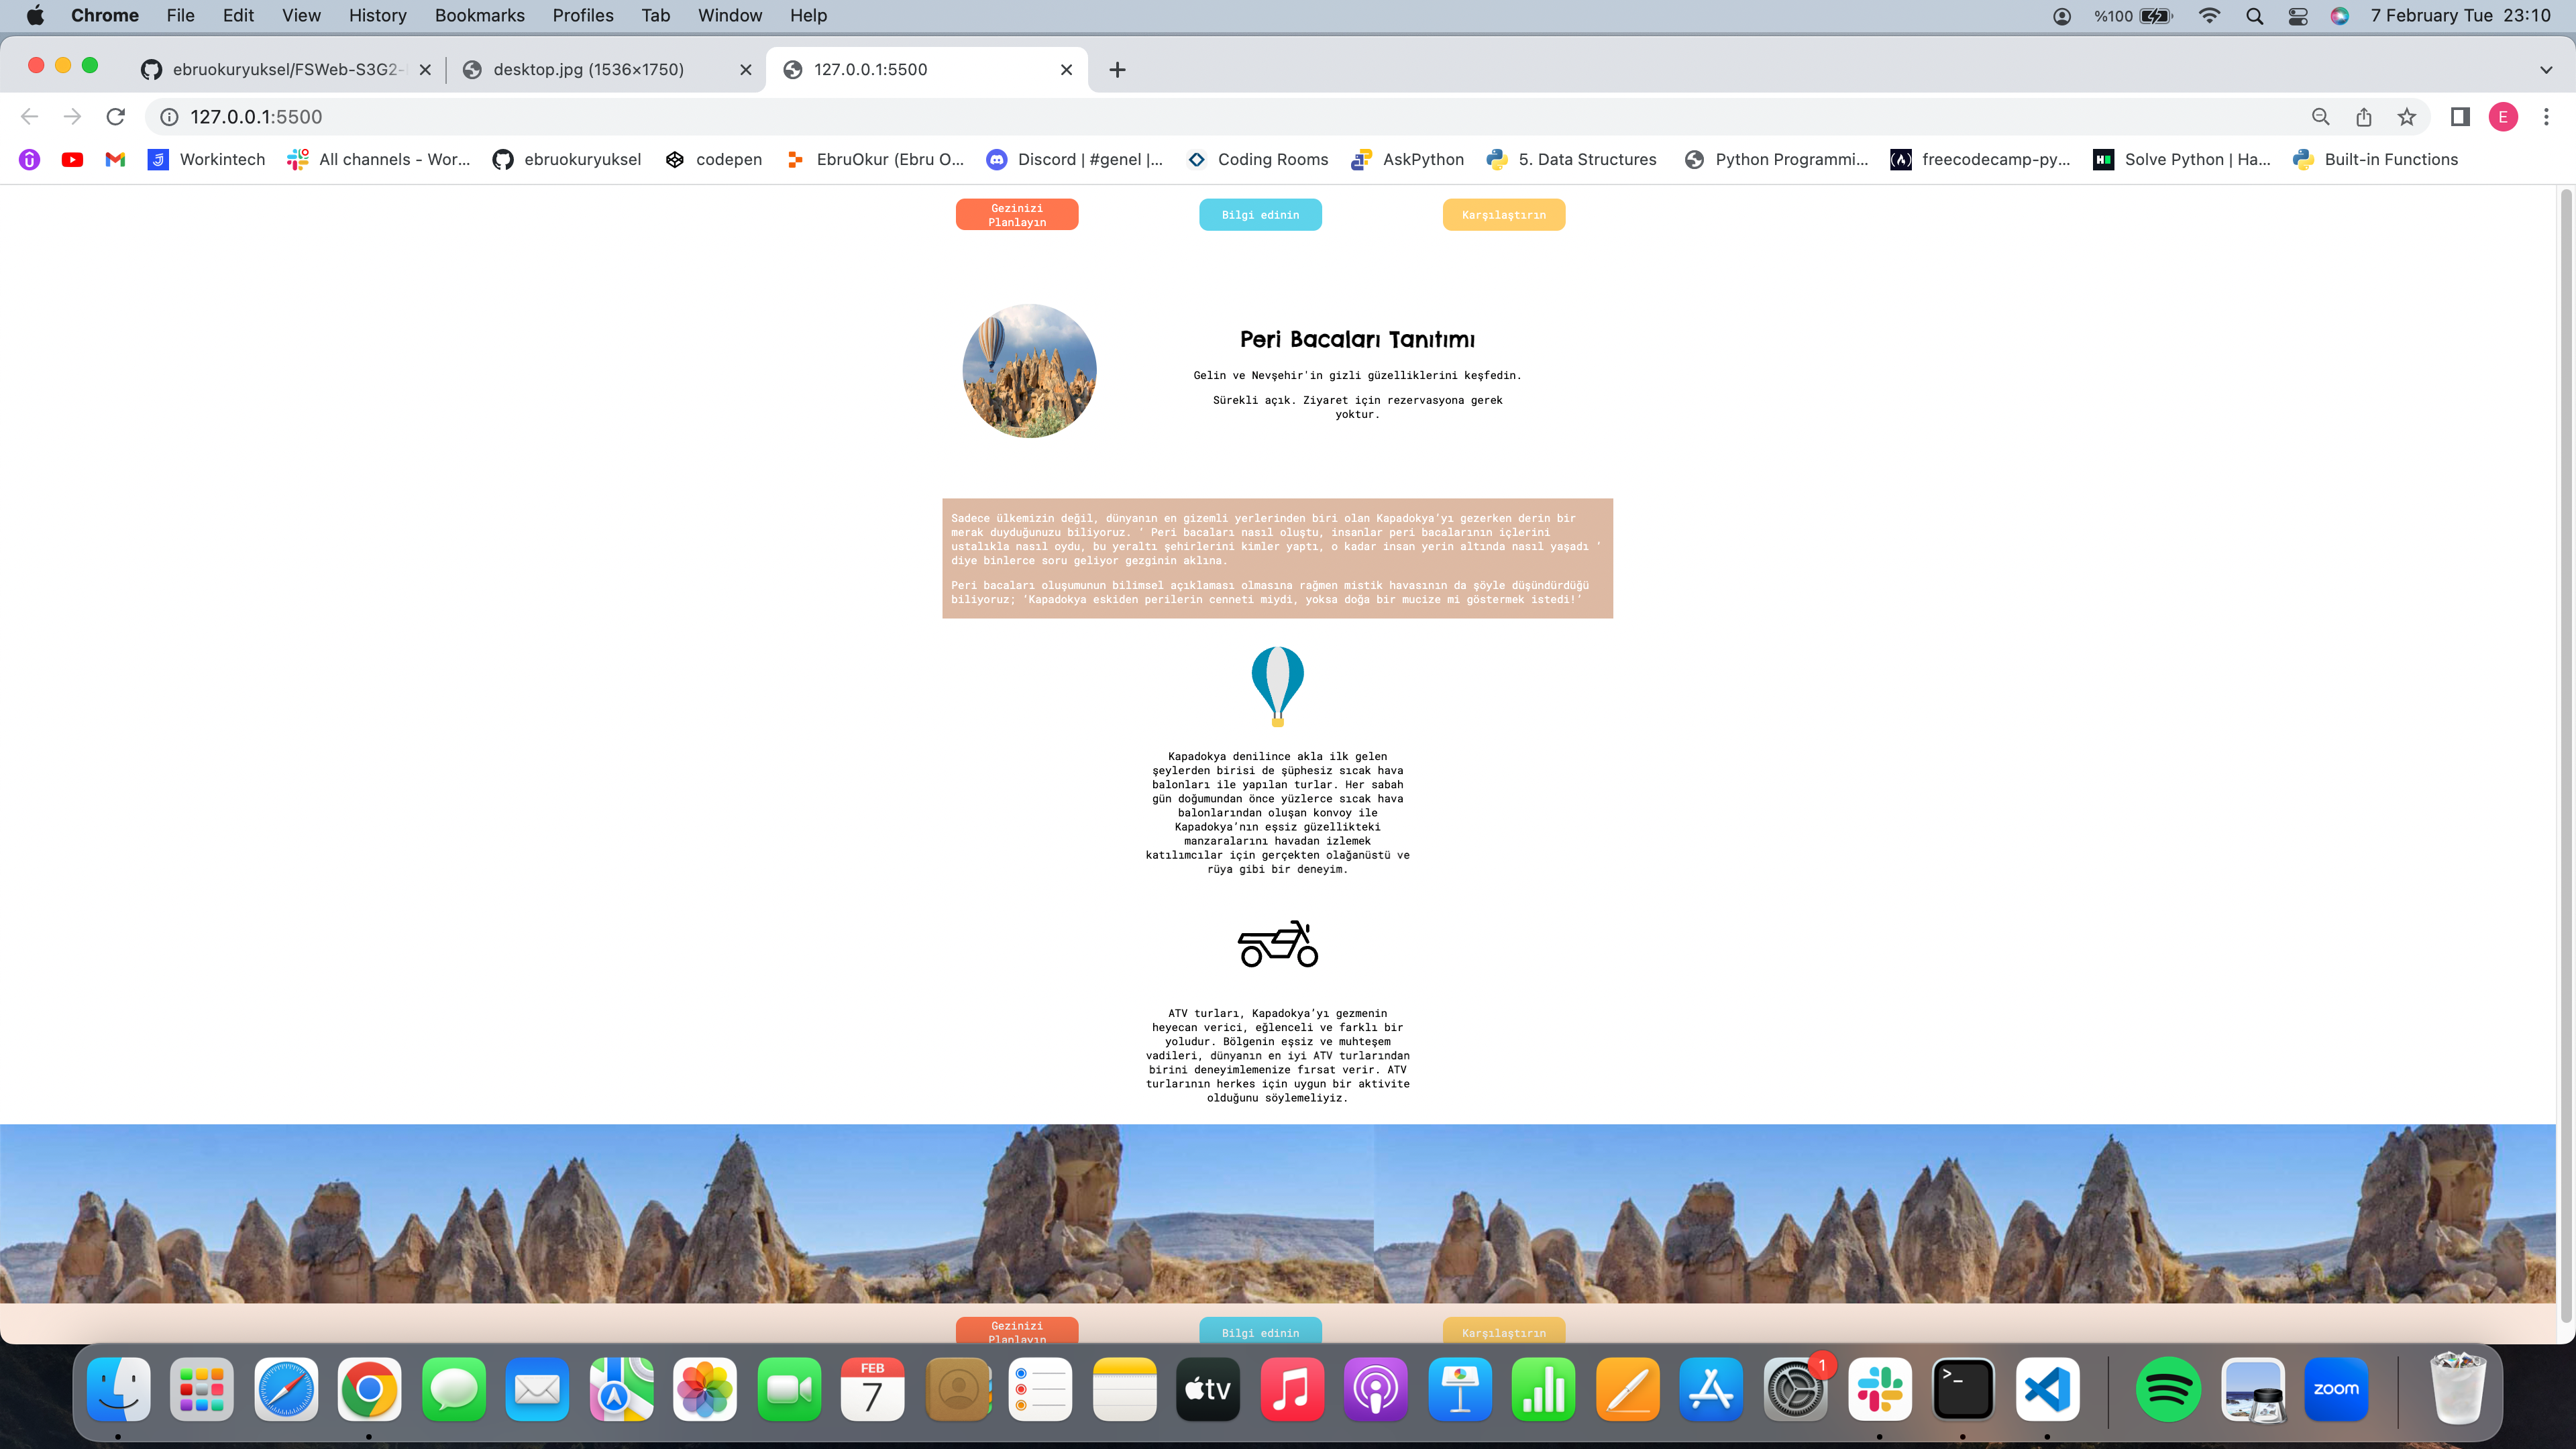 Chrome File Edit View History Bookmarks Profiles Tab Window Help %100 7 February Tue 23:10
ebruokuryuksel/FSWeb-S3G2- desktop.jpg (1536×1750) 127.0.0.1:5500
127.0.0.1:5500 E
Workintech All channels - Wor... ebruokuryuksel codepen EbruOkur (Ebru O... Discord | #genel |... Coding Rooms AskPython 5. Data Structures Python Programmi... freecodecamp-py... Solve Python | Ha... Built-in Functions
Gezinizi
Planlayın
Bilgi edinin
Karşılaştırın
Peri Bacaları Tanıtımı
Gelin ve Nevşehir'in gizli güzelliklerini keşfedin.
Sürekli açık. Ziyaret için rezervasyona gerek
yoktur.
Sadece ülkemizin değil, dünyanın en gizemli yerlerinden biri olan Kapadokya’yı gezerken derin bir
merak duyduğunuzu biliyoruz. ‘ Peri bacaları nasıl oluştu, insanlar peri bacalarının içlerini
ustalıkla nasıl oydu, bu yeraltı şehirlerini kimler yaptı, o kadar insan yerin altında nasıl yaşadı ‘
diye binlerce soru geliyor gezginin aklına.
Peri bacaları oluşumunun bilimsel açıklaması olmasına rağmen mistik havasının da şöyle düşündürdüğü
biliyoruz; ‘Kapadokya eskiden perilerin cenneti miydi, yoksa doğa bir mucize mi göstermek istedi!’
Kapadokya denilince akla ilk gelen
şeylerden birisi de şüphesiz sıcak hava
balonları ile yapılan turlar. Her sabah
gün doğumundan önce yüzlerce sıcak hava
balonlarından oluşan konvoy ile
Kapadokya’nın eşsiz güzellikteki
manzaralarını havadan izlemek
katılımcılar için gerçekten olağanüstü ve
rüya gibi bir deneyim.
ATV turları, Kapadokya’yı gezmenin
heyecan verici, eğlenceli ve farklı bir
yoludur. Bölgenin eşsiz ve muhteşem
vadileri, dünyanın en iyi ATV turlarından
birini deneyimlemenize fırsat verir. ATV
turlarının herkes için uygun bir aktivite
olduğunu söylemeliyiz.
Gezinizi
Planlayın
Bilgi edinin
Karşılaştırın
FEB
7
tv
1
>_
zoom